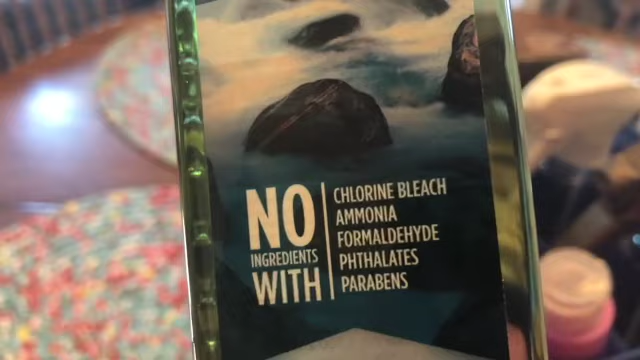 NO
INGREDIENTS
WITH
CHLORINE BLEACH
AMMONIA
FORMALDEHYDE
PHTHALATES
PARABENS